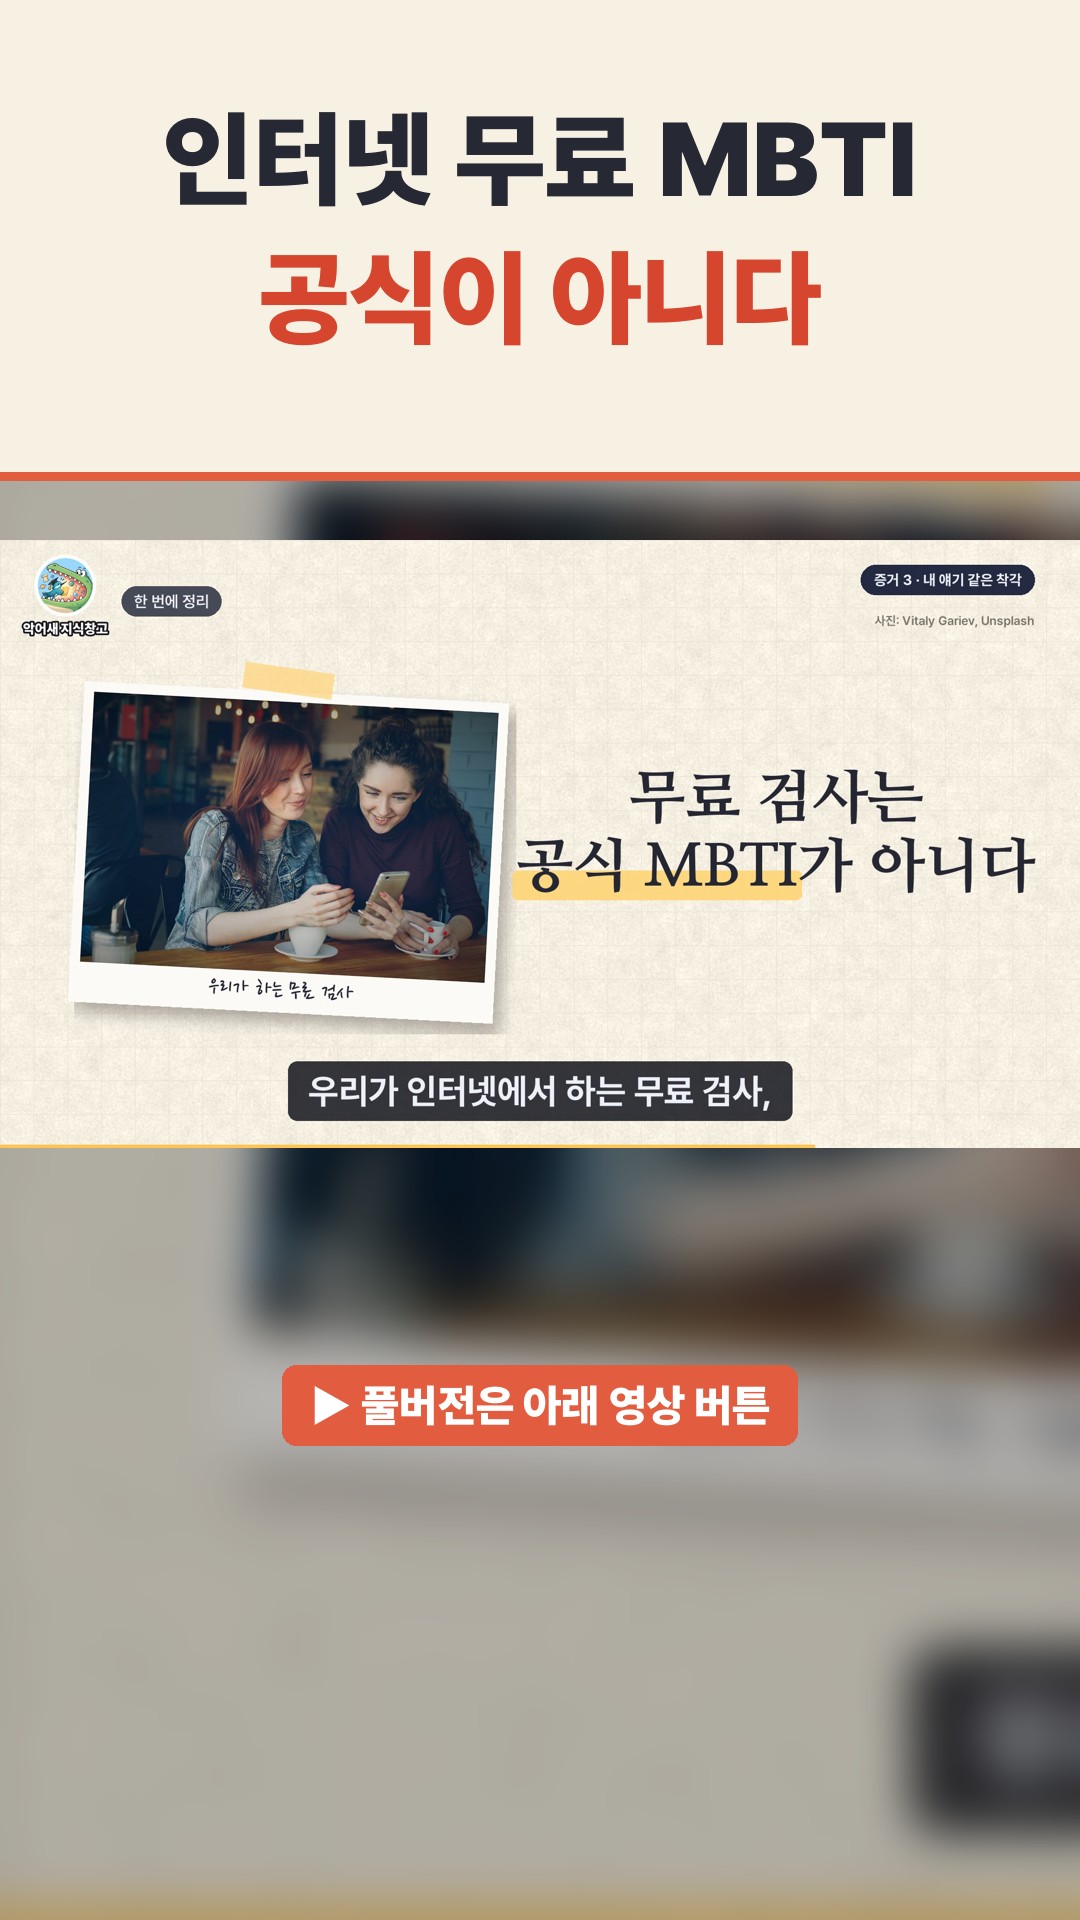 인터넷 무료 MBTI
공식이 아니다
악어새 지식창고
한 번에 정리
증거 3 · 내 얘기 같은 착각
사진: Vitaly Gariev, Unsplash
무료 검사는
공식 MBTI가 아니다
우리가 하는 무료 검사
우리가 인터넷에서 하는 무료 검사,
▶ 풀버전은 아래 영상 버튼